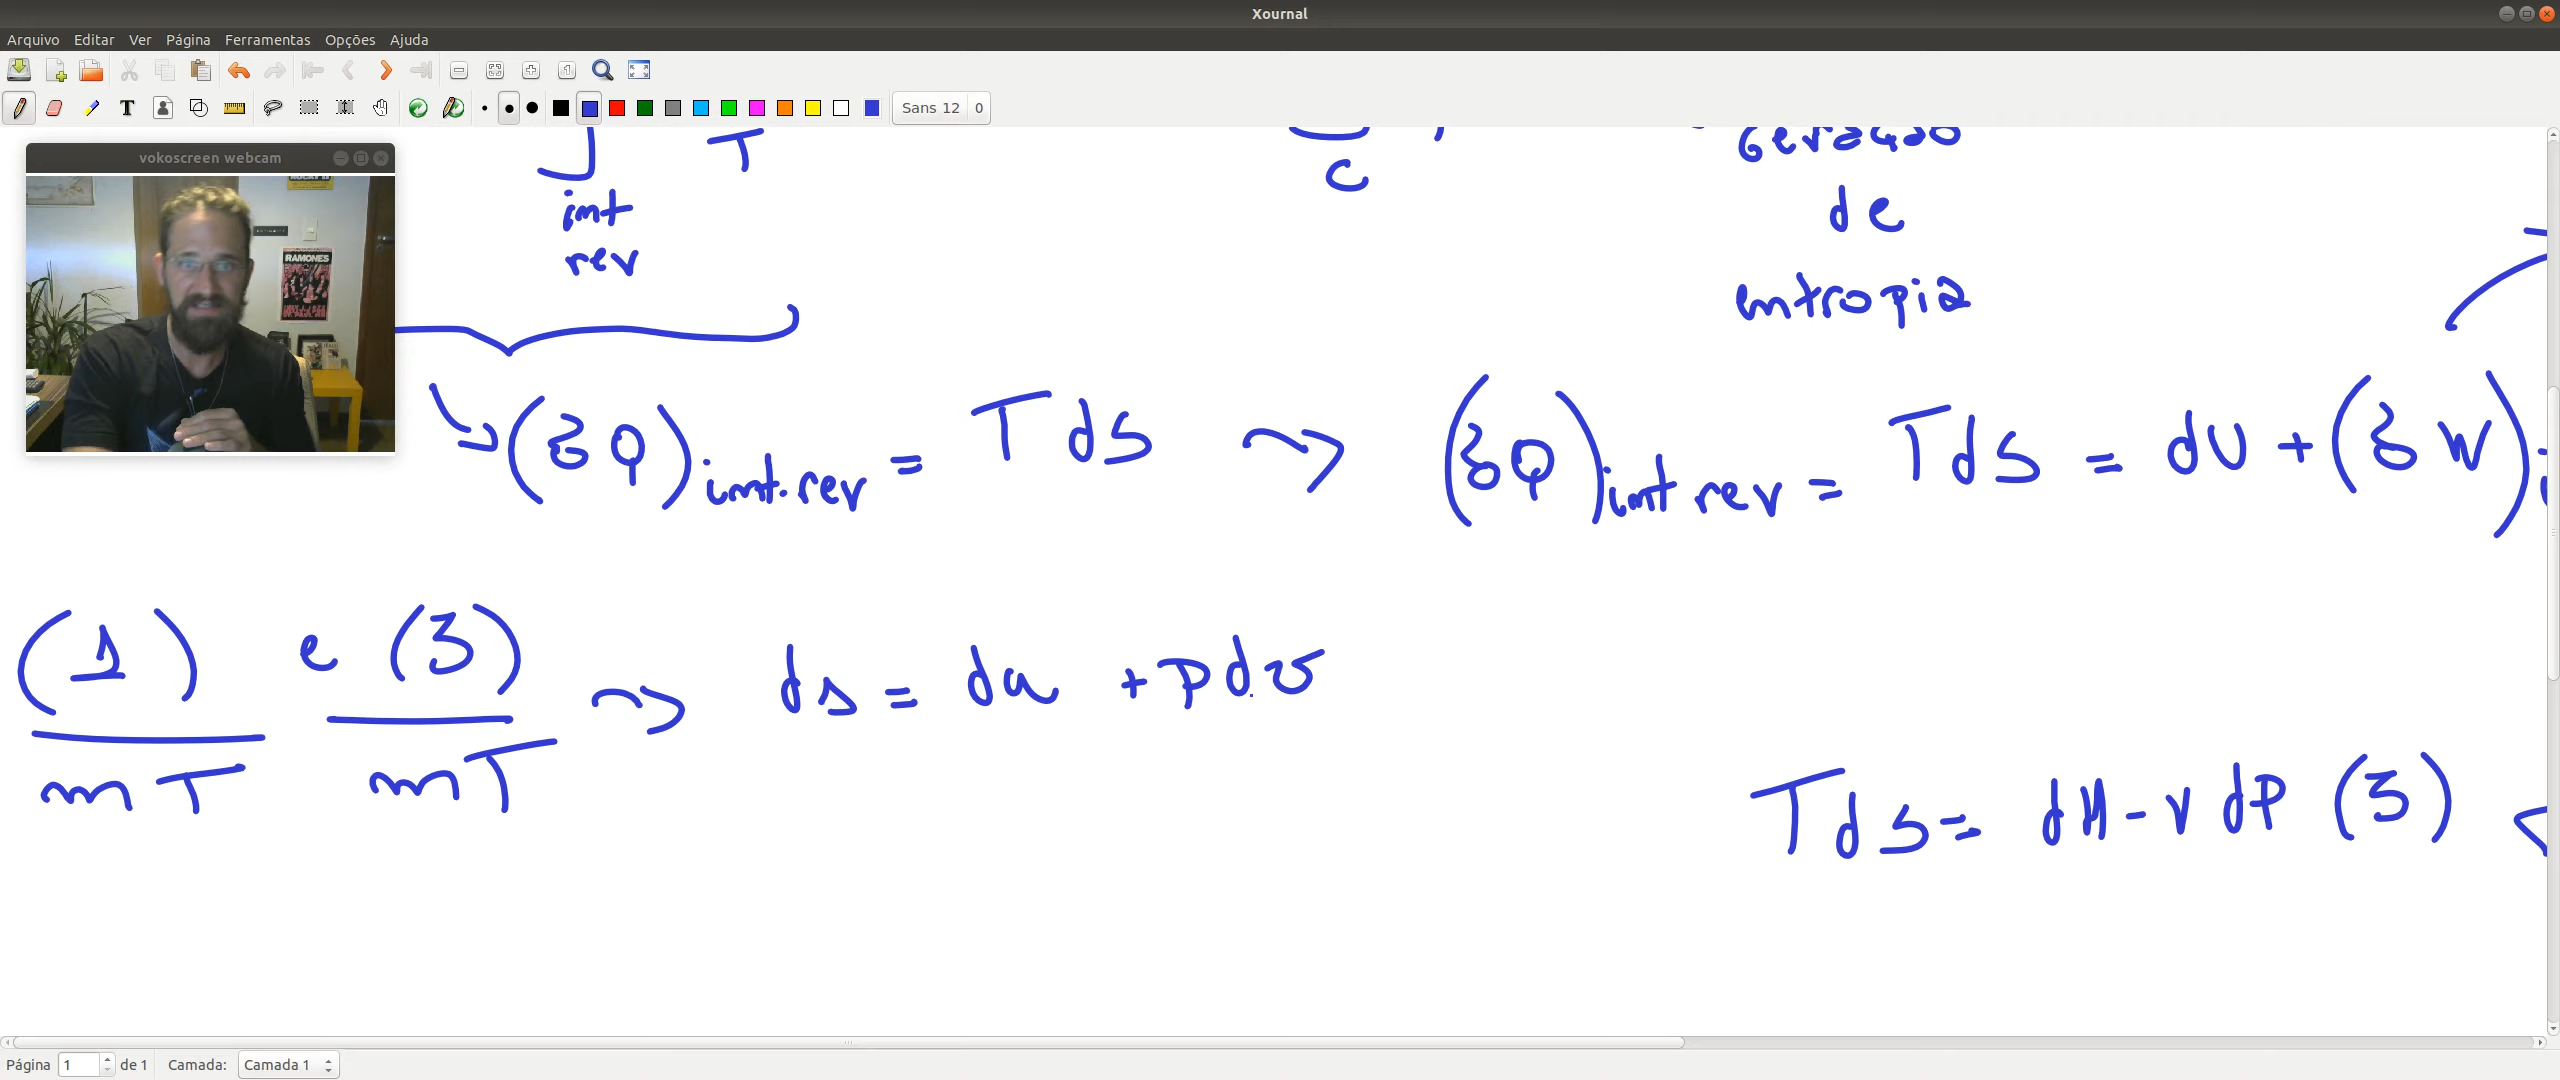 Xournal
Arquivo Editar Ver Página Ferramentas Opções Ajuda
Sans 12 0
vokoscreen webcam
RAMONES
T
int
rev
C
Geração
de
entropia
(δQ)int.rev = TdS → (δQ)int rev = TdS = dU + (δW)
(1)/mT e (3)/mT → ds = du + Pdv
TdS = dH - VdP (3)
Página 1 de 1 Camada: Camada 1